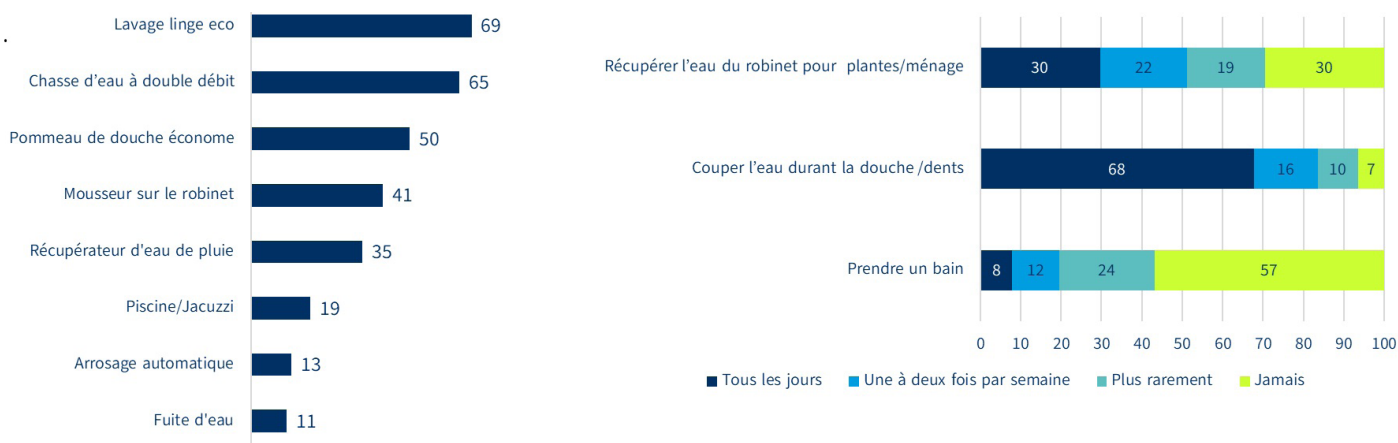 Lavage linge eco 69
.
Chasse d’eau à double débit 65
Pommeau de douche économe 50
Mousseur sur le robinet 41
Récupérateur d'eau de pluie 35
Piscine/Jacuzzi 19
Arrosage automatique 13
Fuite d'eau 11
Récupérer l’eau du robinet pour plantes/ménage 30 22 19 30
Couper l’eau durant la douche /dents 68 16 10 7
Prendre un bain 8 12 24 57
0 10 20 30 40 50 60 70 80 90 100
Tous les jours Une à deux fois par semaine Plus rarement Jamais